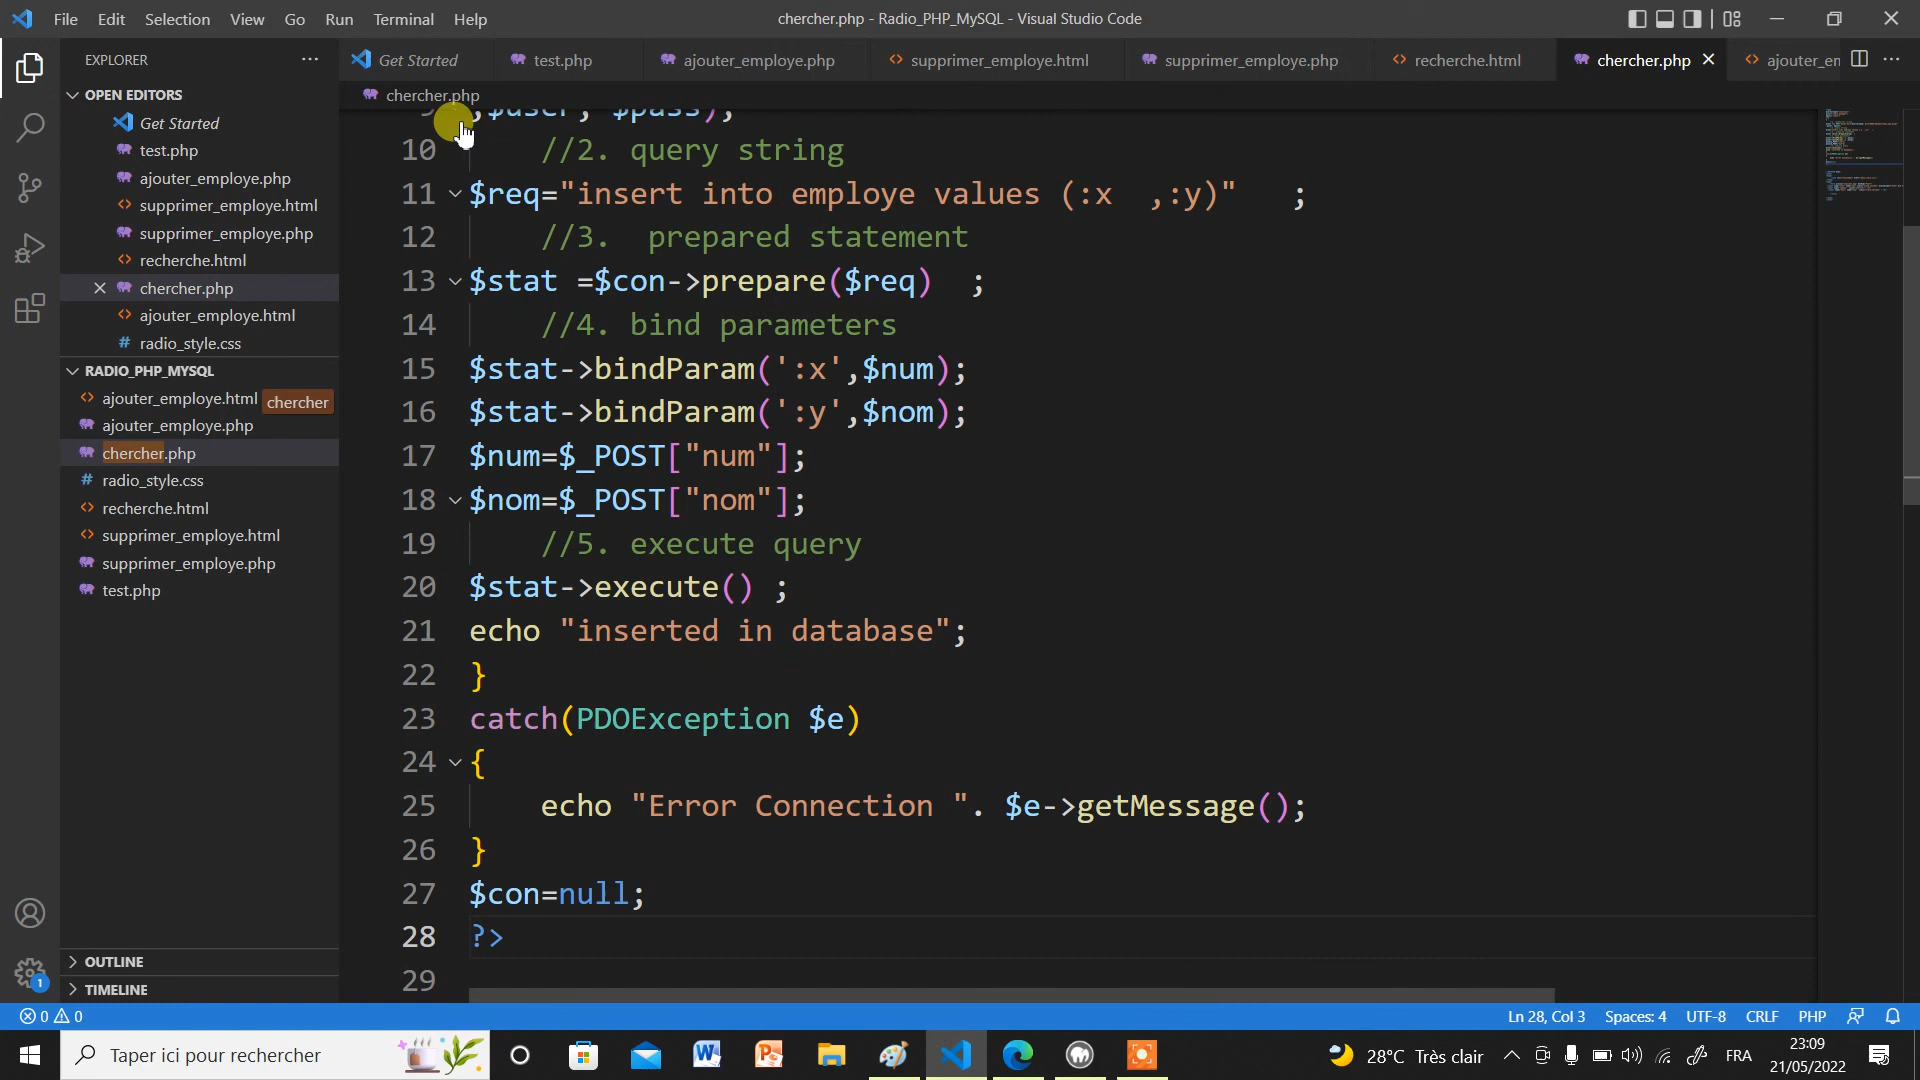 File Edit Selection View Go Run Terminal Help
chercher.php - Radio_PHP_MySQL - Visual Studio Code
EXPLORER
Get Started test.php ajouter_employe.php supprimer_employe.html supprimer_employe.php recherche.html chercher.php ajouter_en
OPEN EDITORS
Get Started
test.php
ajouter_employe.php
supprimer_employe.html
supprimer_employe.php
recherche.html
chercher.php
ajouter_employe.html
radio_style.css
RADIO_PHP_MYSQL
ajouter_employe.html chercher
ajouter_employe.php
chercher.php
radio_style.css
recherche.html
supprimer_employe.html
supprimer_employe.php
test.php
OUTLINE
TIMELINE
chercher.php
9 ,$user, $pass);
10 //2. query string
11 $req="insert into employe values (:x ,:y)" ;
12 //3. prepared statement
13 $stat =$con->prepare($req) ;
14 //4. bind parameters
15 $stat->bindParam(':x',$num);
16 $stat->bindParam(':y',$nom);
17 $num=$_POST["num"];
18 $nom=$_POST["nom"];
19 //5. execute query
20 $stat->execute() ;
21 echo "inserted in database";
22 }
23 catch(PDOException $e)
24 {
25 echo "Error Connection ". $e->getMessage();
26 }
27 $con=null;
28 ?>
29
1
0 0
Ln 28, Col 3 Spaces: 4 UTF-8 CRLF PHP
Taper ici pour rechercher
28°C Très clair
FRA
23:09
21/05/2022